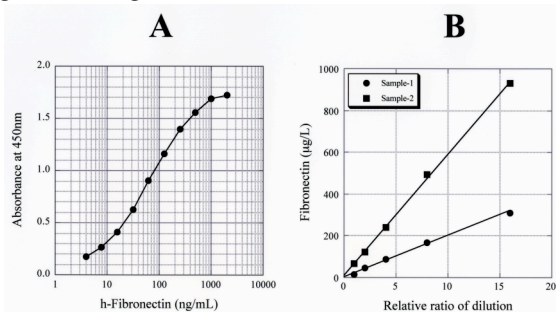 A
B
2.0
1.5
1.0
0.5
0.0
Absorbance at 450nm
1
10
100
1000
10000
h-Fibronectin (ng/mL)
Sample-1
Sample-2
1000
800
600
400
200
0
Fibronectin (µg/L)
0
5
10
15
20
Relative ratio of dilution